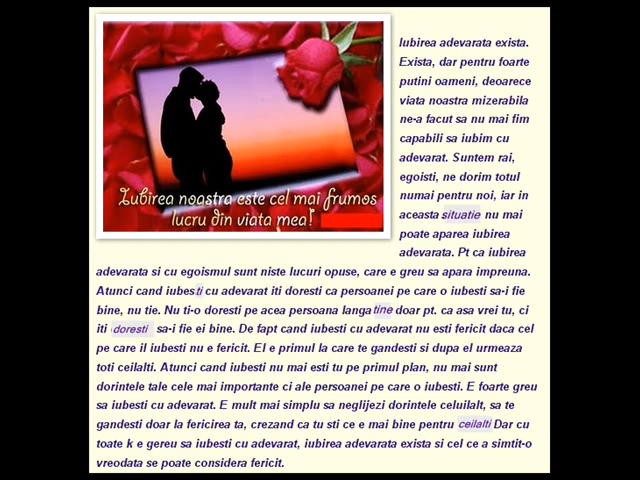 Iubirea noastra este cel mai frumos
lucru din viata mea!
Iubirea adevarata exista.
Exista, dar pentru foarte
putini oameni, deoarece
viata noastra mizerabila
ne-a facut sa nu mai fim
capabili sa iubim cu
adevarat. Suntem rai,
egoisti, ne dorim totul
numai pentru noi, iar in
aceasta situatie nu mai
poate aparea iubirea
adevarata. Pt ca iubirea
adevarata si cu egoismul sunt niste lucuri opuse, care e greu sa apara impreuna.
Atunci cand iubesti cu adevarat iti doresti ca persoanei pe care o iubesti sa-i fie
bine, nu tie. Nu ti-o doresti pe acea persoana langa tine doar pt. ca asa vrei tu, ci
iti doresti sa-i fie ei bine. De fapt cand iubesti cu adevarat nu esti fericit daca cel
pe care il iubesti nu e fericit. El e primul la care te gandesti si dupa el urmeaza
toti ceilalti. Atunci cand iubesti nu mai esti tu pe primul plan, nu mai sunt
dorintele tale cele mai importante ci ale persoanei pe care o iubesti. E foarte greu
sa iubesti cu adevarat. E mult mai simplu sa neglijezi dorintele celuilalt, sa te
gandesti doar la fericirea ta, crezand ca tu sti ce e mai bine pentru ceilalti Dar cu
toate k e gereu sa iubesti cu adevarat, iubirea adevarata exista si cel ce a simtit-o
vreodata se poate considera fericit.